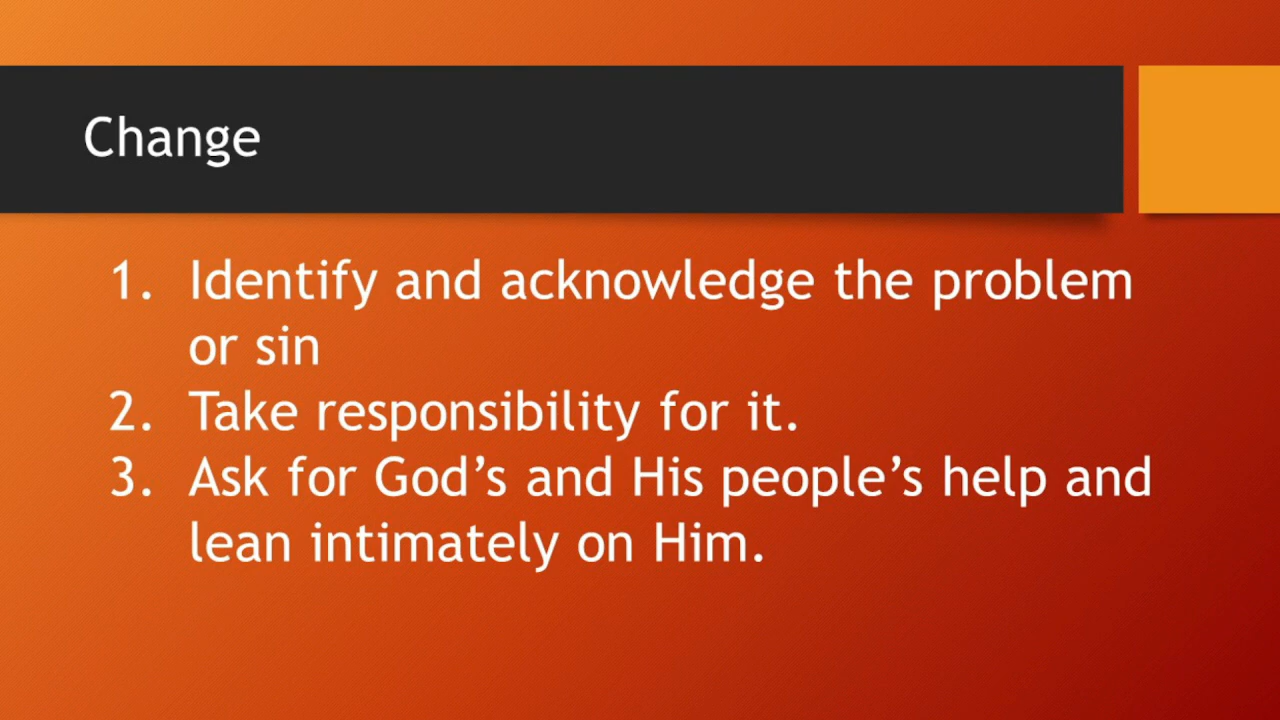 Change
1. Identify and acknowledge the problem
or sin
2. Take responsibility for it.
3. Ask for God’s and His people’s help and
lean intimately on Him.